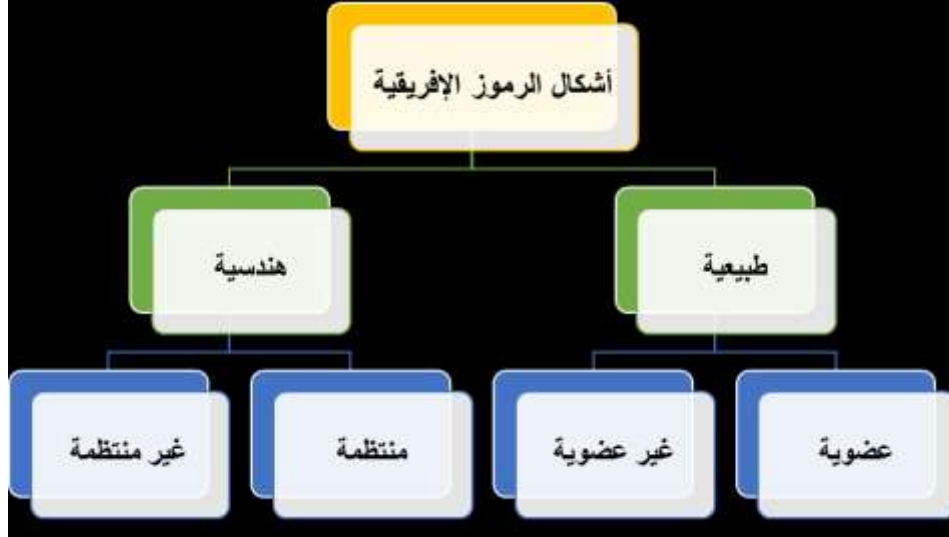 أشكال الرموز الإفريقية
طبيعية
هندسية
عضوية
غير عضوية
منتظمة
غير منتظمة